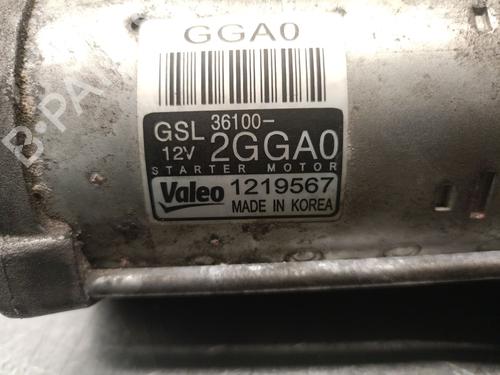 GGA0
GSL 36100-
12V 2GGA0
STARTER MOTOR
Valeo 1219567
MADE IN KOREA